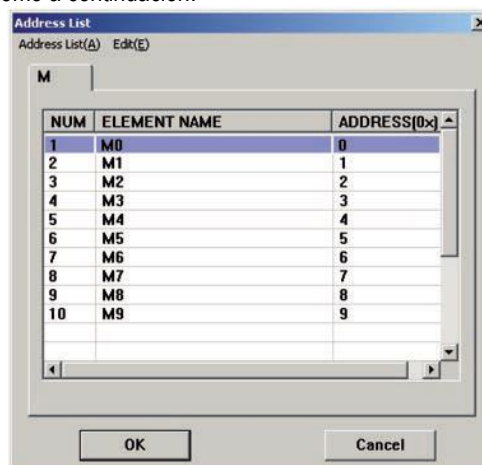 como a continuación:
Address List
Address List(A) Edit(E)
M
NUM ELEMENT NAME ADDRESS(0x)
1 M0 0
2 M1 1
3 M2 2
4 M3 3
5 M4 4
6 M5 5
7 M6 6
8 M7 7
9 M8 8
10 M9 9
OK Cancel